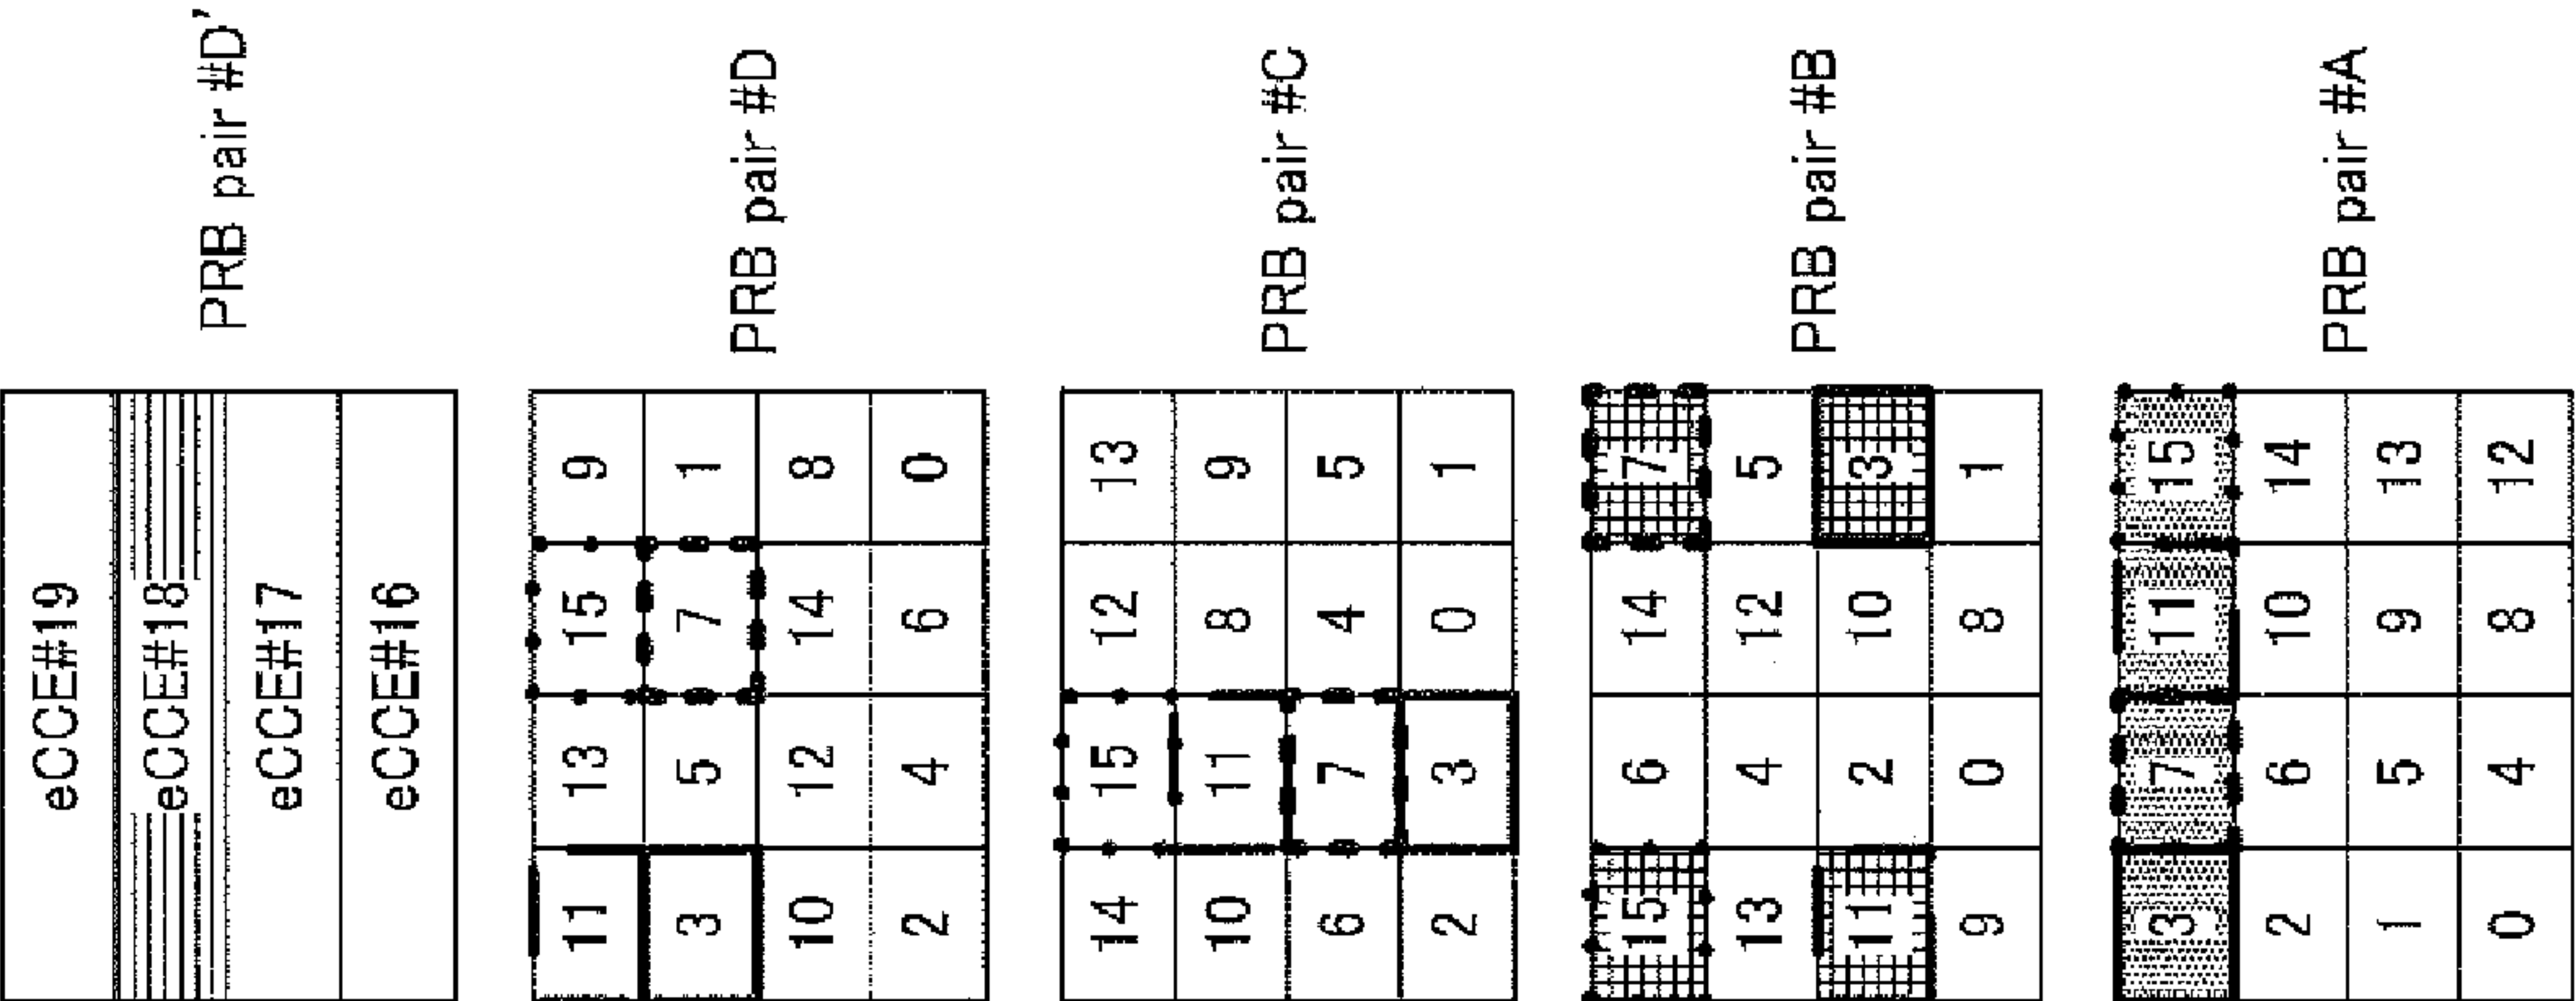 eCCE#19
eCCE#18
eCCE#17
eCCE#16
PRB pair #D'
11 13 15 9
3 5 7 1
10 12 14 8
2 4 6 0
PRB pair #D
14 15 12 13
10 11 8 9
6 7 4 5
2 3 0 1
PRB pair #C
15 6 14 7
13 4 12 5
11 2 10 3
9 0 8 1
PRB pair #B
3 7 11 15
2 6 10 14
1 5 9 13
0 4 8 12
PRB pair #A